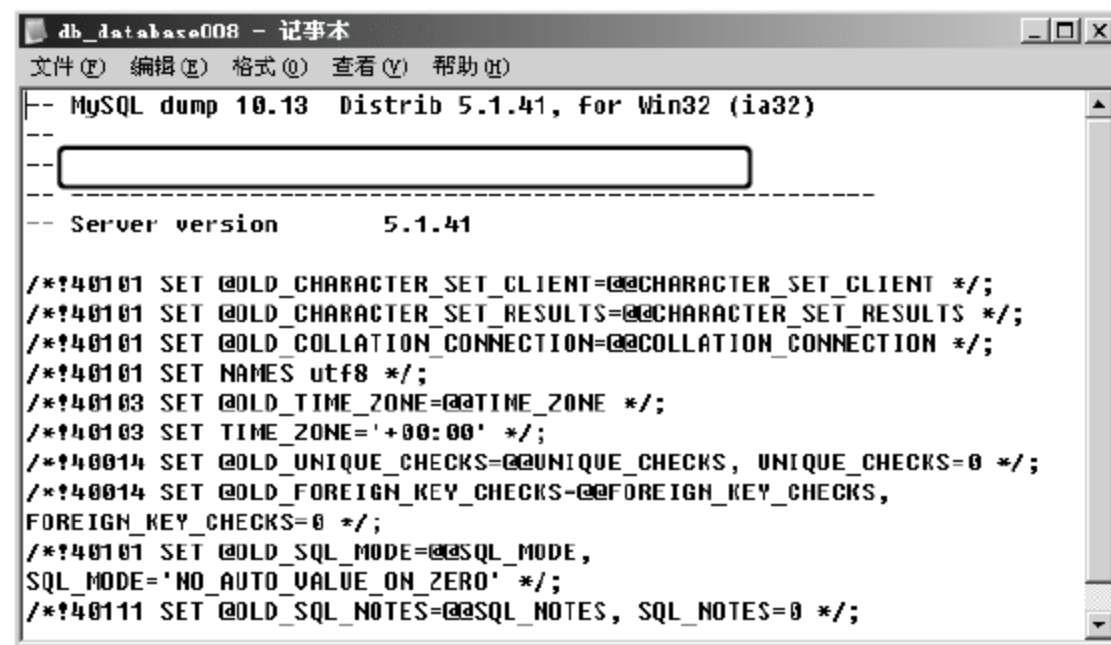 db_database008 - 记事本
文件(F) 编辑(E) 格式(O) 查看(V) 帮助(H)
-- MySQL dump 10.13 Distrib 5.1.41, for Win32 (ia32)
--
--
-- ------------------------------------------------------
-- Server version 5.1.41
/*!40101 SET @OLD_CHARACTER_SET_CLIENT=@@CHARACTER_SET_CLIENT */;
/*!40101 SET @OLD_CHARACTER_SET_RESULTS=@@CHARACTER_SET_RESULTS */;
/*!40101 SET @OLD_COLLATION_CONNECTION=@@COLLATION_CONNECTION */;
/*!40101 SET NAMES utf8 */;
/*!40103 SET @OLD_TIME_ZONE=@@TIME_ZONE */;
/*!40103 SET TIME_ZONE='+00:00' */;
/*!40014 SET @OLD_UNIQUE_CHECKS=@@UNIQUE_CHECKS, UNIQUE_CHECKS=0 */;
/*!40014 SET @OLD_FOREIGN_KEY_CHECKS=@@FOREIGN_KEY_CHECKS,
FOREIGN_KEY_CHECKS=0 */;
/*!40101 SET @OLD_SQL_MODE=@@SQL_MODE,
SQL_MODE='NO_AUTO_VALUE_ON_ZERO' */;
/*!40111 SET @OLD_SQL_NOTES=@@SQL_NOTES, SQL_NOTES=0 */;